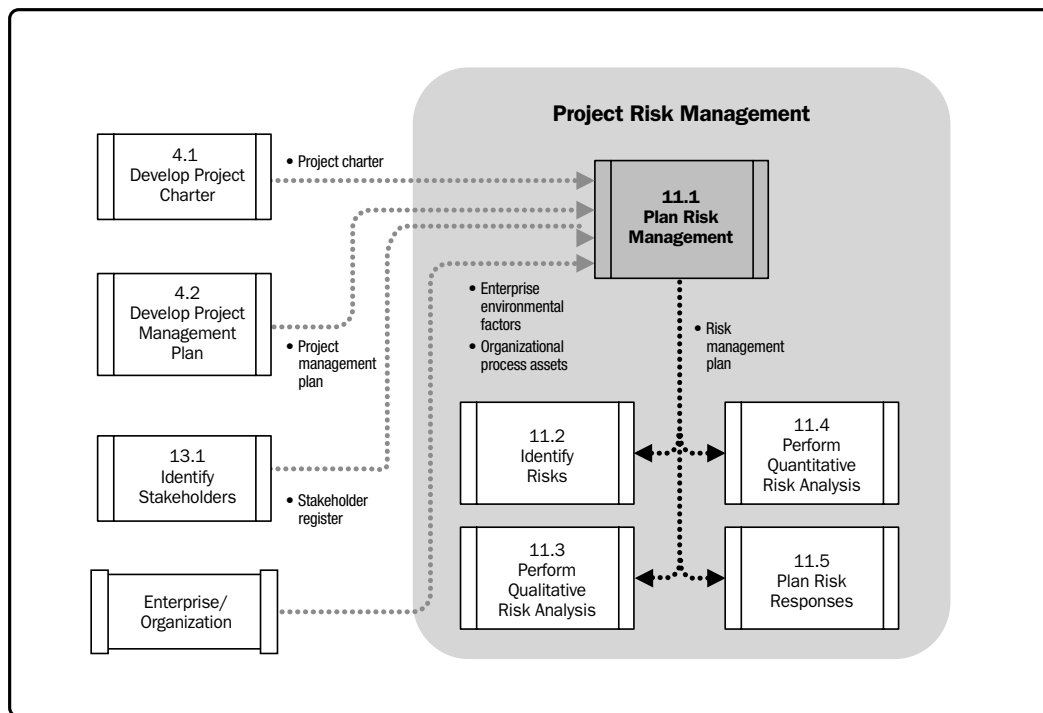 Project Risk Management
4.1
Develop Project
Charter
• Project charter
11.1
Plan Risk
Management
4.2
Develop Project
Management
Plan
• Project
management
plan
• Enterprise
environmental
factors
• Organizational
process assets
• Risk
management
plan
13.1
Identify
Stakeholders
• Stakeholder
register
11.2
Identify
Risks
11.4
Perform
Quantitative
Risk Analysis
11.3
Perform
Qualitative
Risk Analysis
11.5
Plan Risk
Responses
Enterprise/
Organization